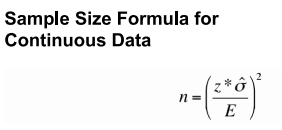 Sample Size Formula for
Continuous Data
n = (z * σ̂ / E)²